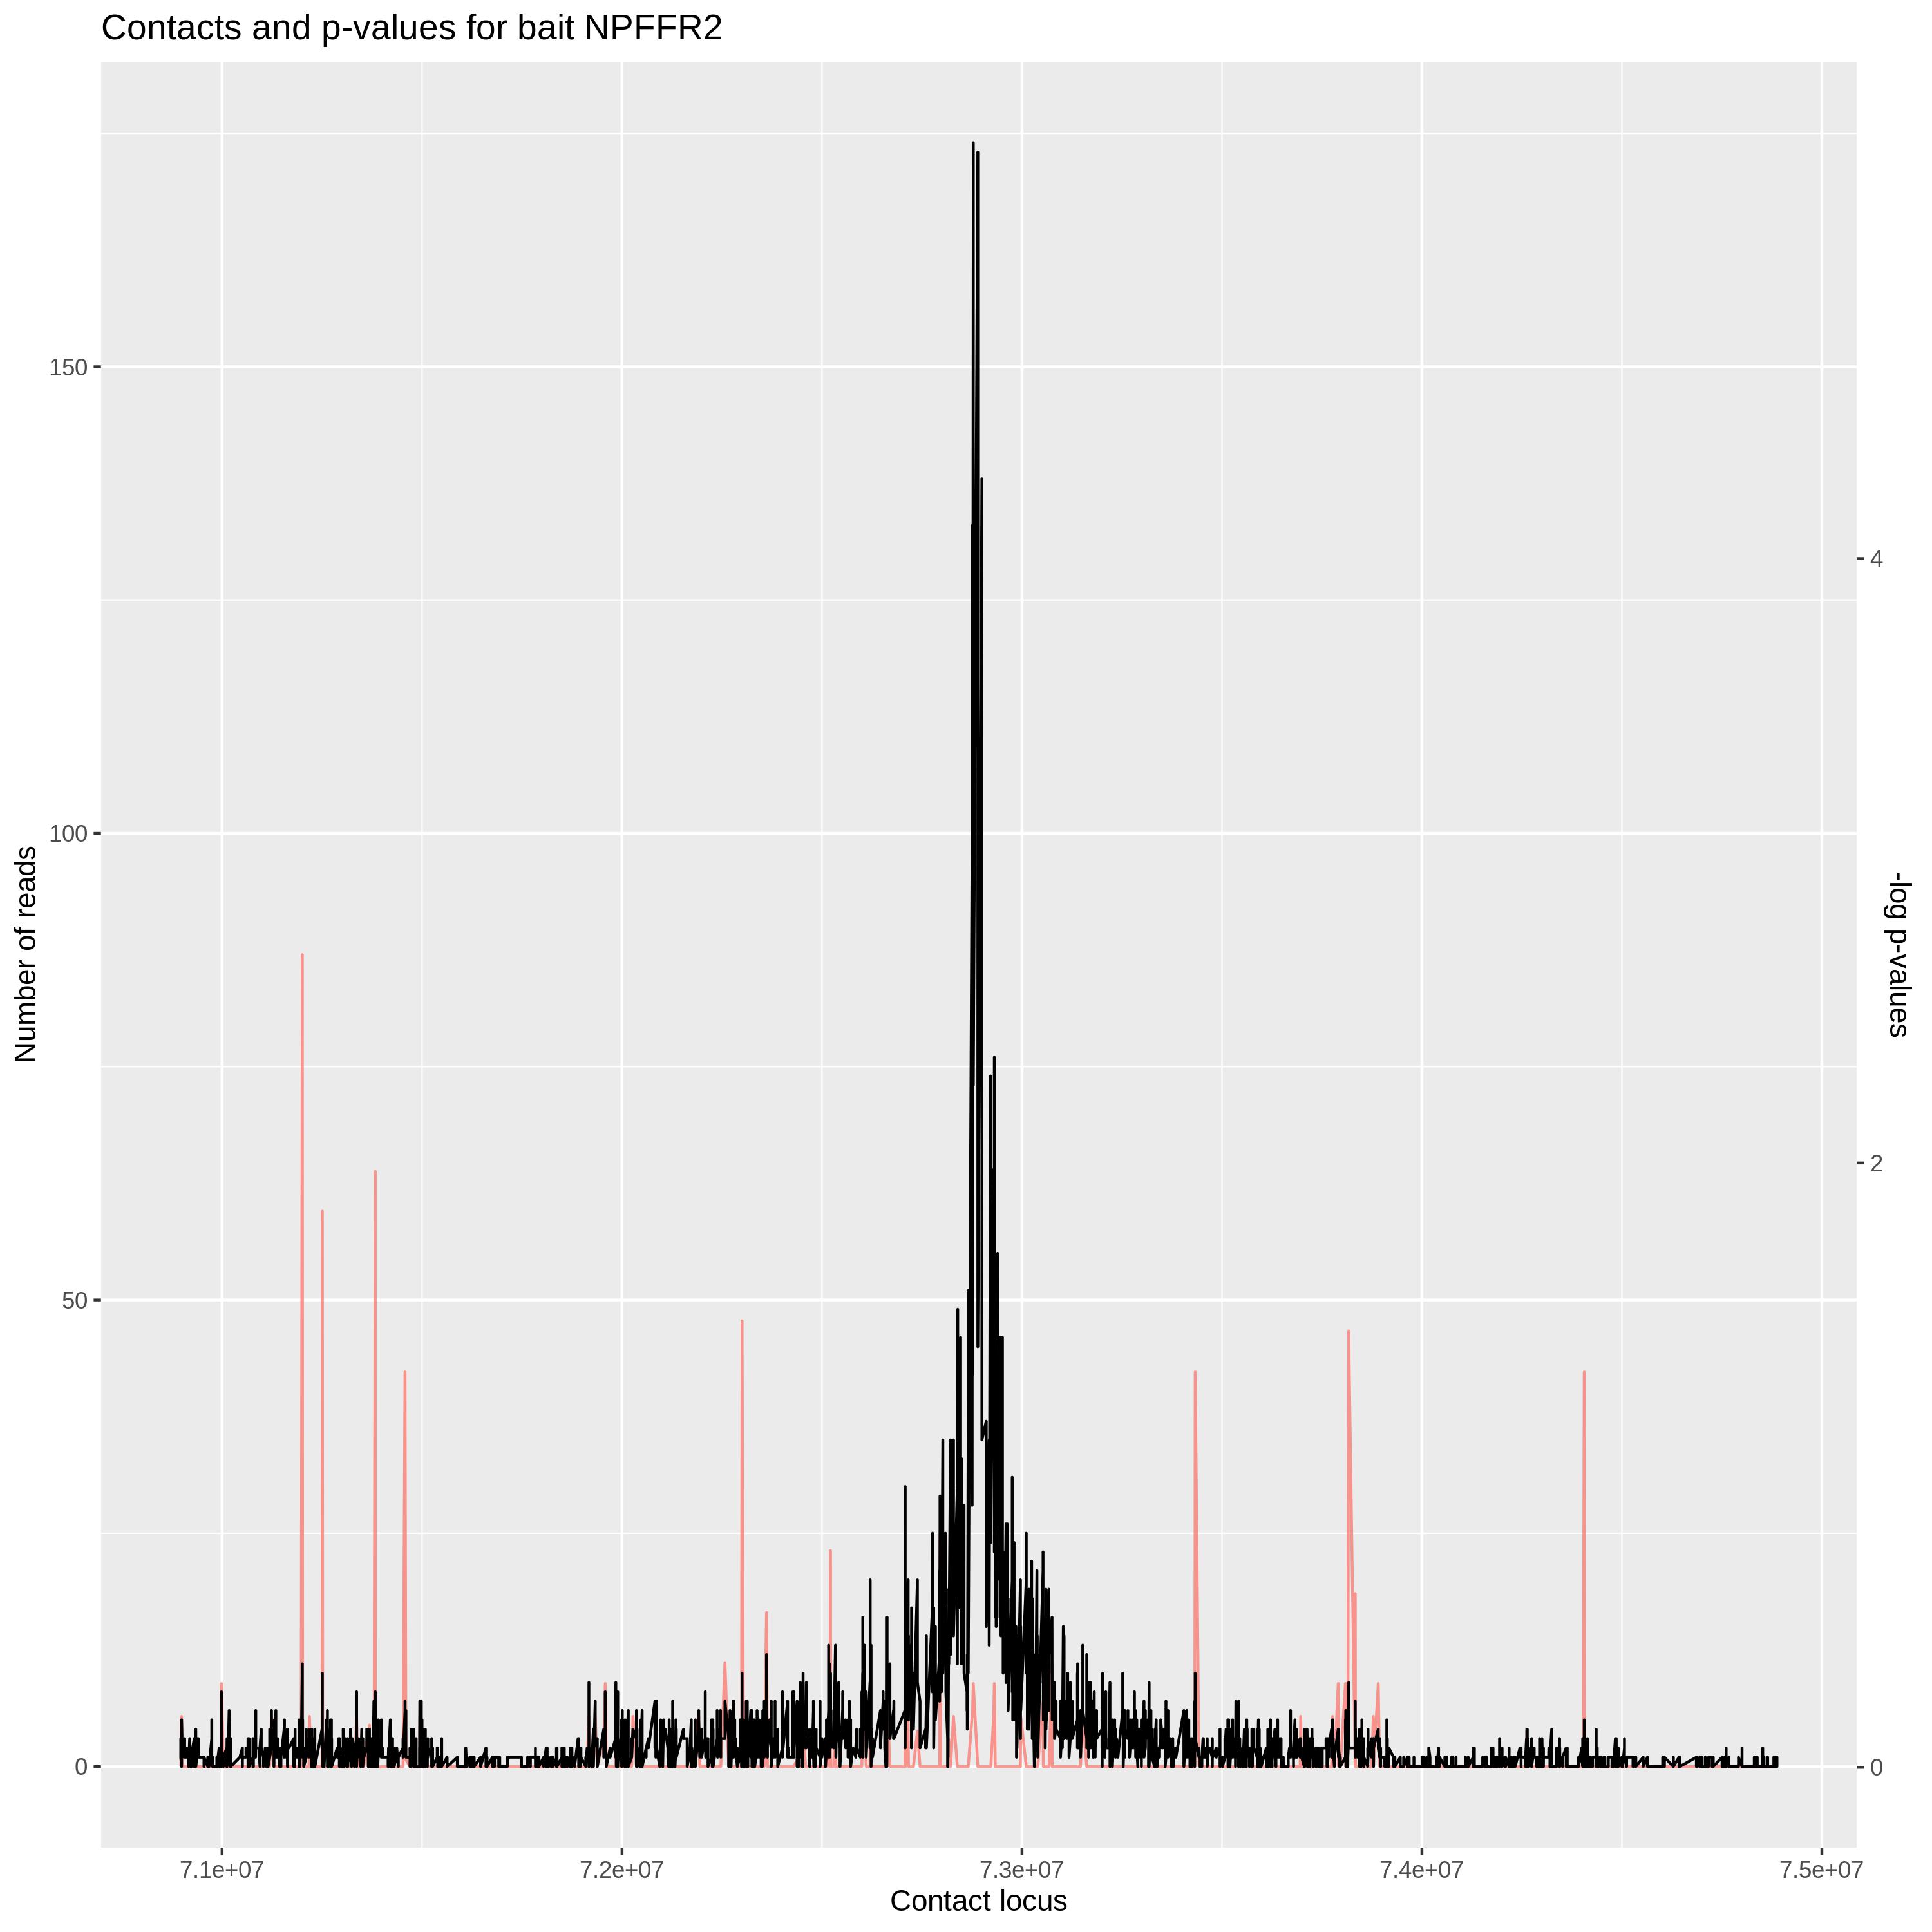 Contacts and p-values for bait NPFFR2
150
100
50
0
4
2
0
Number of reads
-log p-values
7.1e+07 7.2e+07 7.3e+07 7.4e+07 7.5e+07
Contact locus